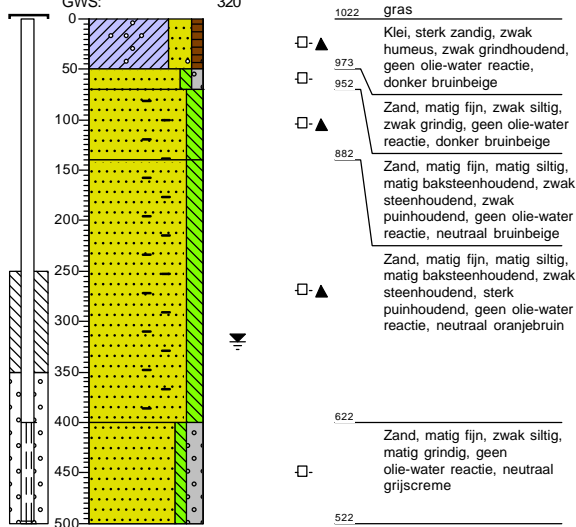 GWS: 320
0
50
100
150
200
250
300
350
400
450
500
1022 gras
Klei, sterk zandig, zwak
humeus, zwak grindhoudend,
geen olie-water reactie,
donker bruinbeige
973
952
Zand, matig fijn, zwak siltig,
zwak grindig, geen olie-water
reactie, donker bruinbeige
882
Zand, matig fijn, matig siltig,
matig baksteenhoudend, zwak
steenhoudend, zwak
puinhoudend, geen olie-water
reactie, neutraal bruinbeige
Zand, matig fijn, matig siltig,
matig baksteenhoudend, zwak
steenhoudend, sterk
puinhoudend, geen olie-water
reactie, neutraal oranjebruin
622
Zand, matig fijn, zwak siltig,
matig grindig, geen
olie-water reactie, neutraal
grijscreme
522